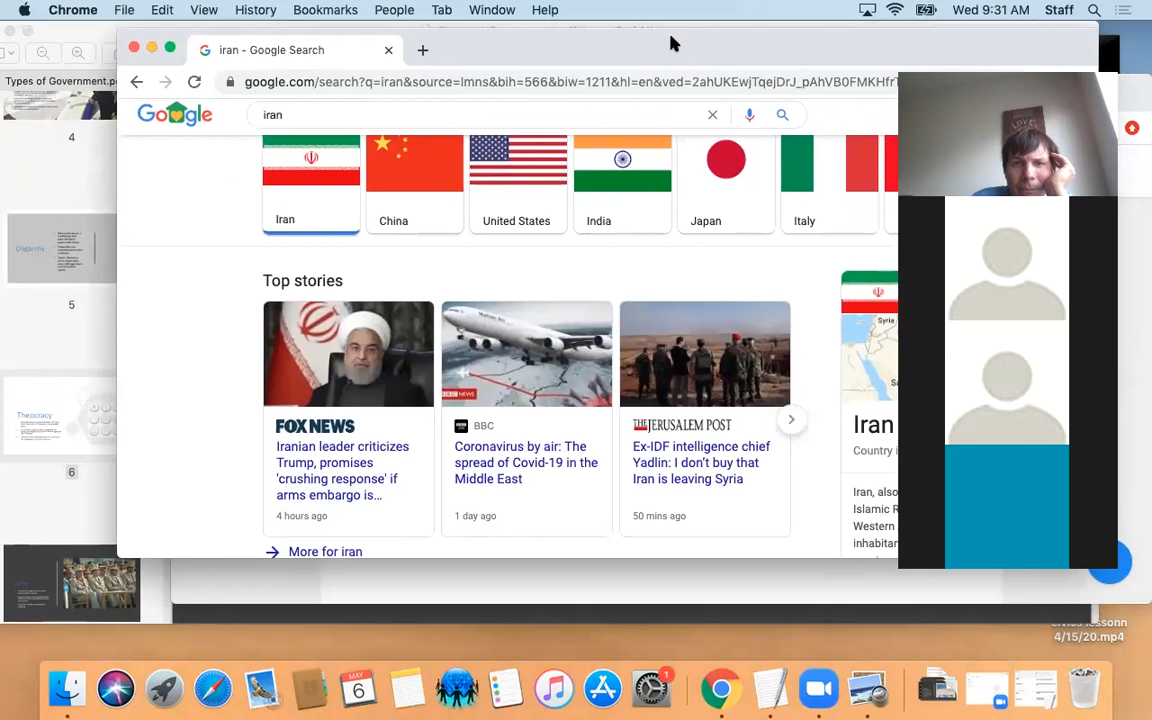 Chrome File Edit View History Bookmarks People Tab Window Help Wed 9:31 AM Staff
iran - Google Search
Types of Government.p
google.com/search?q=iran&source=lmns&bih=566&biw=1211&hl=en&ved=2ahUKEwjTqejDrJ_pAhVB0FMKHfr
Google iran
4
Iran China United States India Japan Italy
LOVE
Oligarchy
Top stories
5
Syria
BBC NEWS
Theocracy
FOX NEWS
Iranian leader criticizes
Trump, promises
'crushing response' if
arms embargo is...
4 hours ago
BBC
Coronavirus by air: The
spread of Covid-19 in the
Middle East
1 day ago
THE JERUSALEM POST
Ex-IDF intelligence chief
Yadlin: I don't buy that
Iran is leaving Syria
50 mins ago
Iran
Country i
Iran, also
Islamic R
Western
inhabitan
6
More for iran
4/15/20.mp4
MAY
6
1